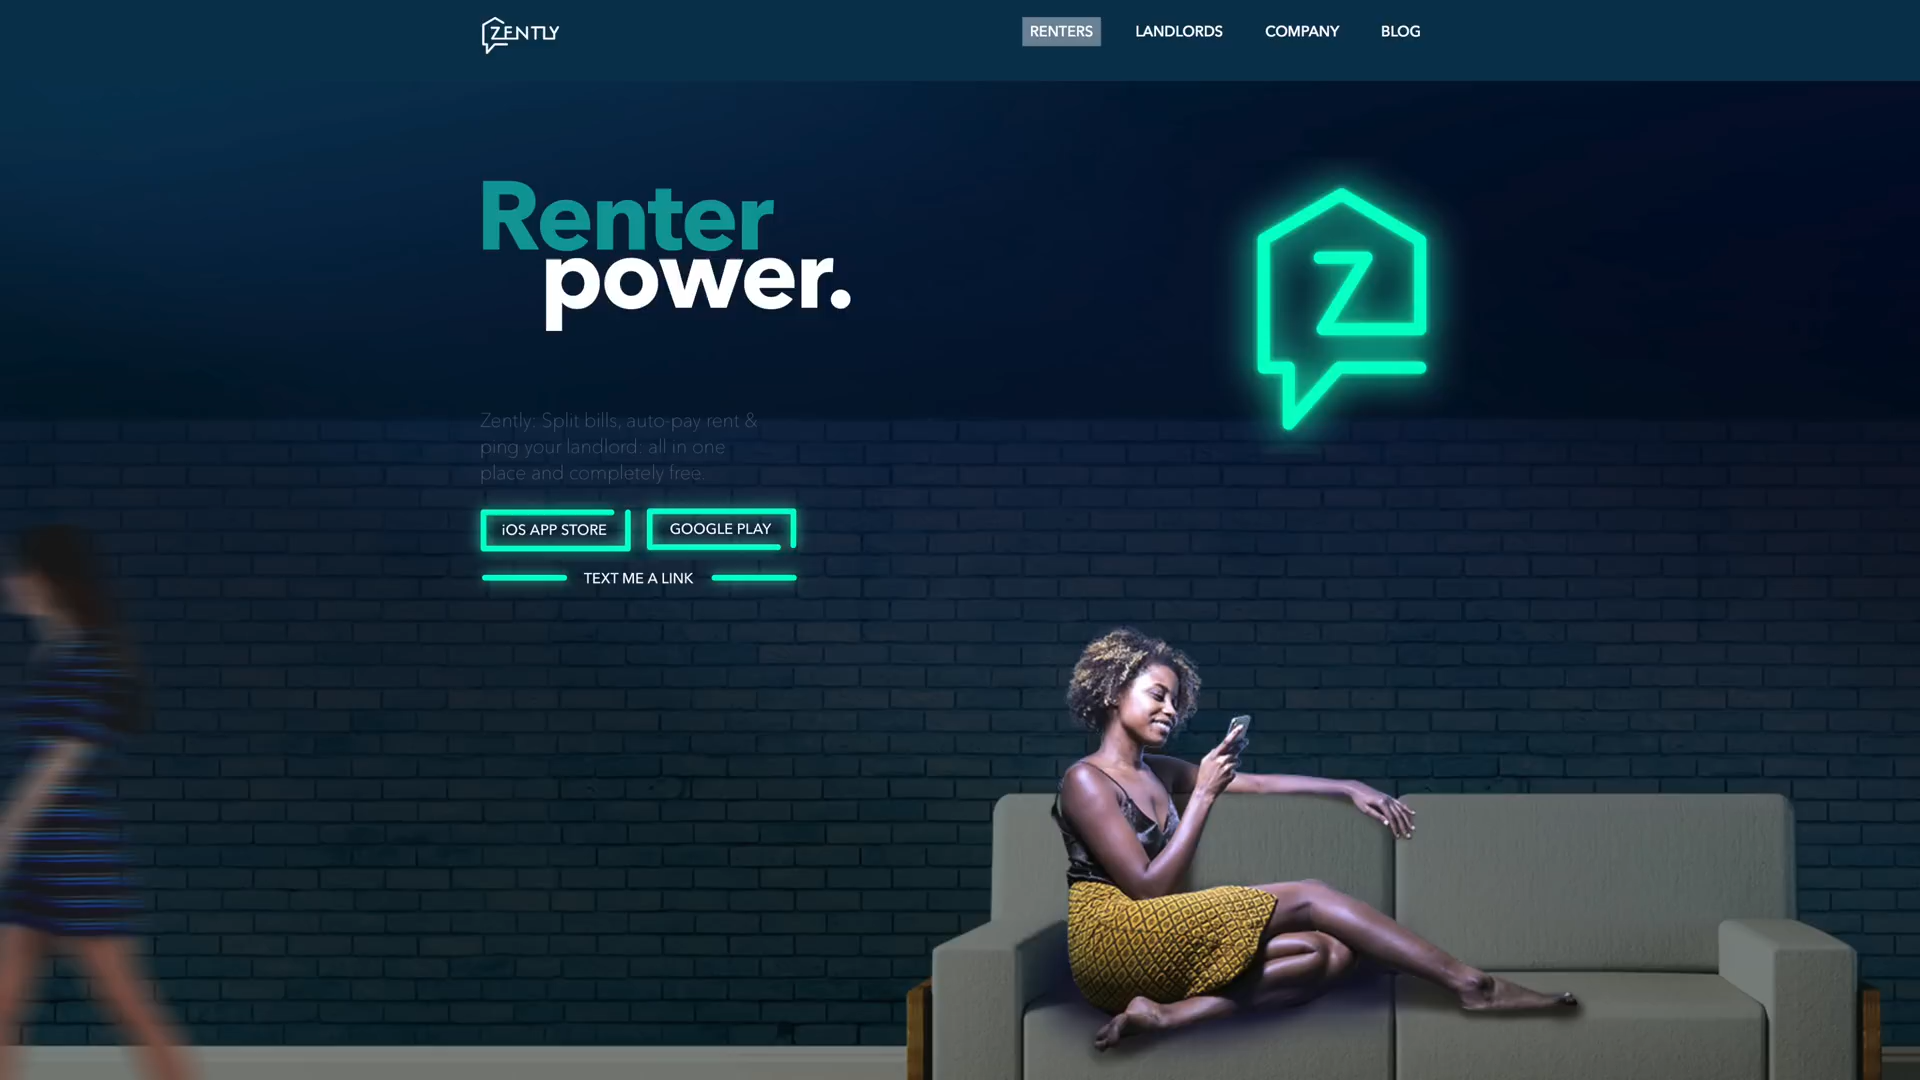 ZENTLY
RENTERS
LANDLORDS
COMPANY
BLOG
Renter
power.
Z
Zently: Split bills, auto-pay rent &
ping your landlord: all in one
place and completely free.
iOS APP STORE
GOOGLE PLAY
TEXT ME A LINK